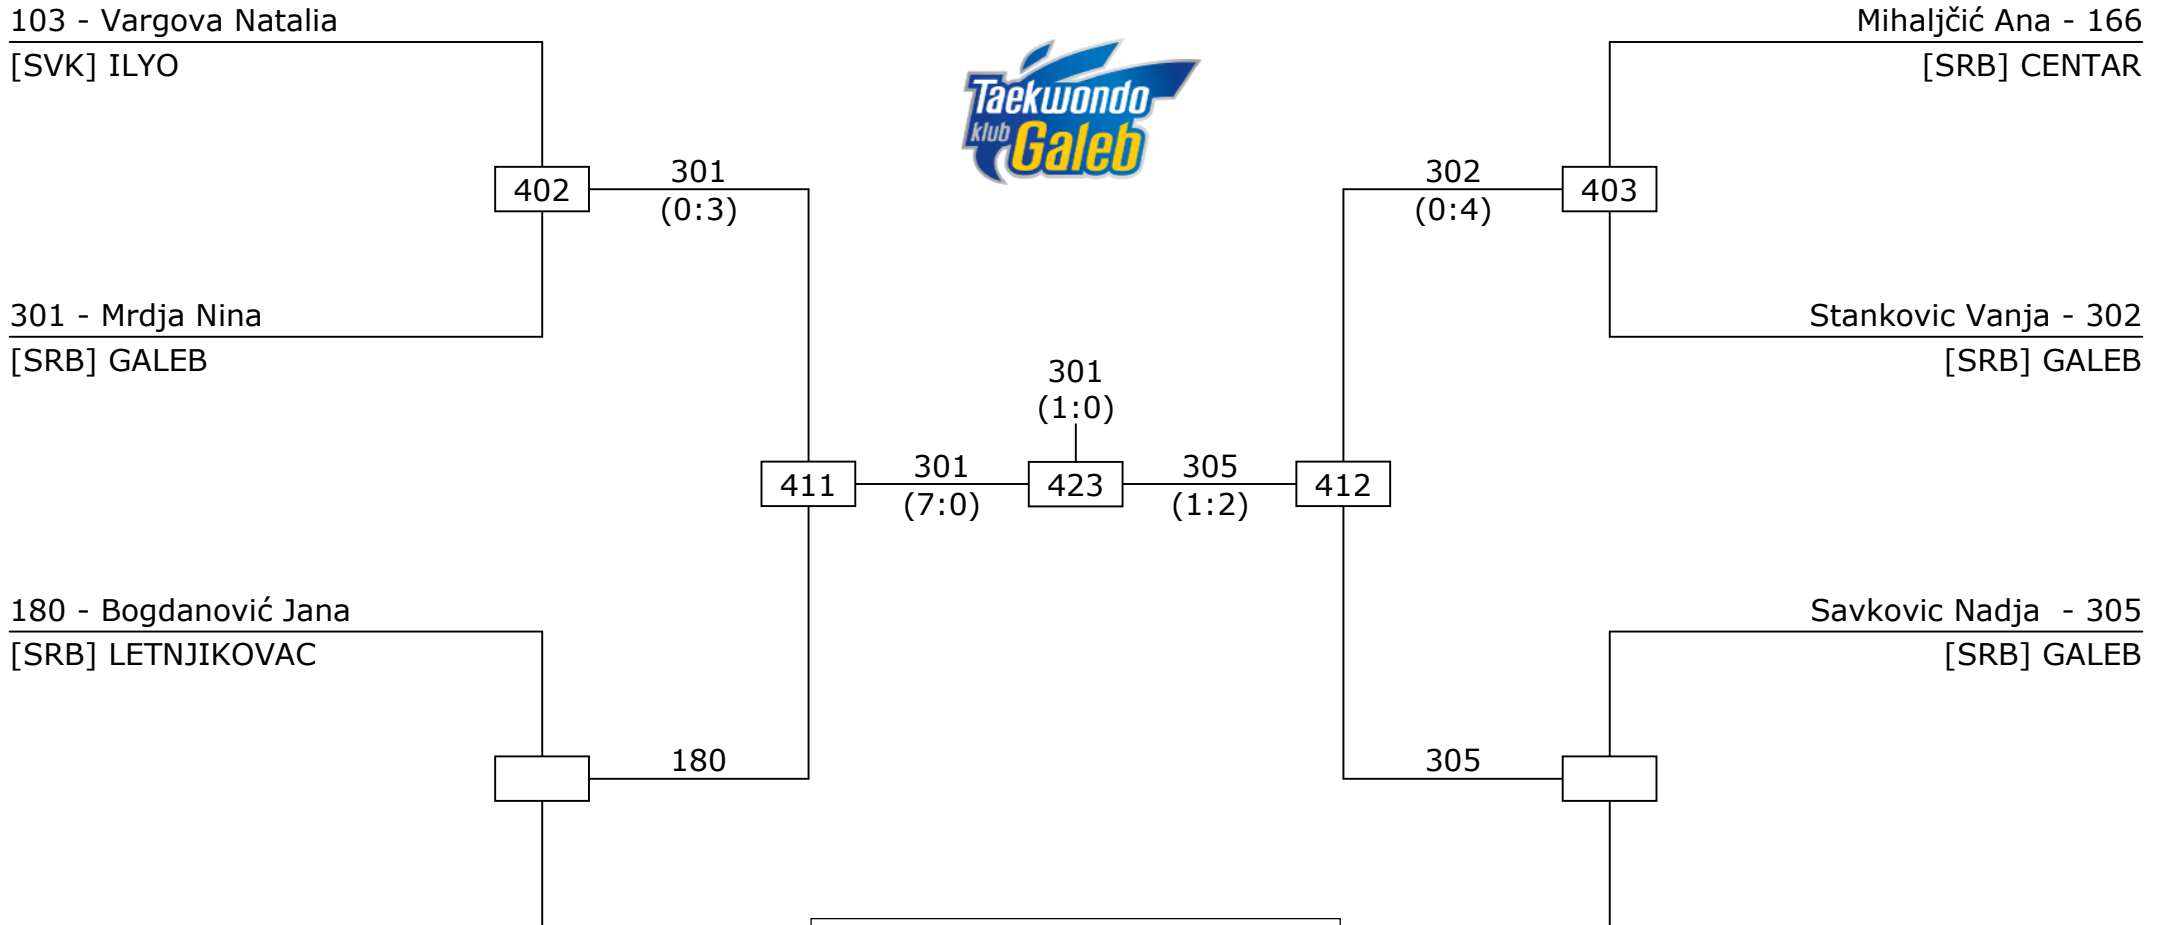 103 - Vargova Natalia
[SVK] ILYO
Mihaljčić Ana - 166
[SRB] CENTAR
Taekwondo
klub Galeb
402
301
(0:3)
302
(0:4)
403
301 - Mrdja Nina
[SRB] GALEB
Stankovic Vanja - 302
[SRB] GALEB
301
(1:0)
411
301
(7:0)
423
305
(1:2)
412
180 - Bogdanović Jana
[SRB] LETNJIKOVAC
Savkovic Nadja  - 305
[SRB] GALEB
180
305